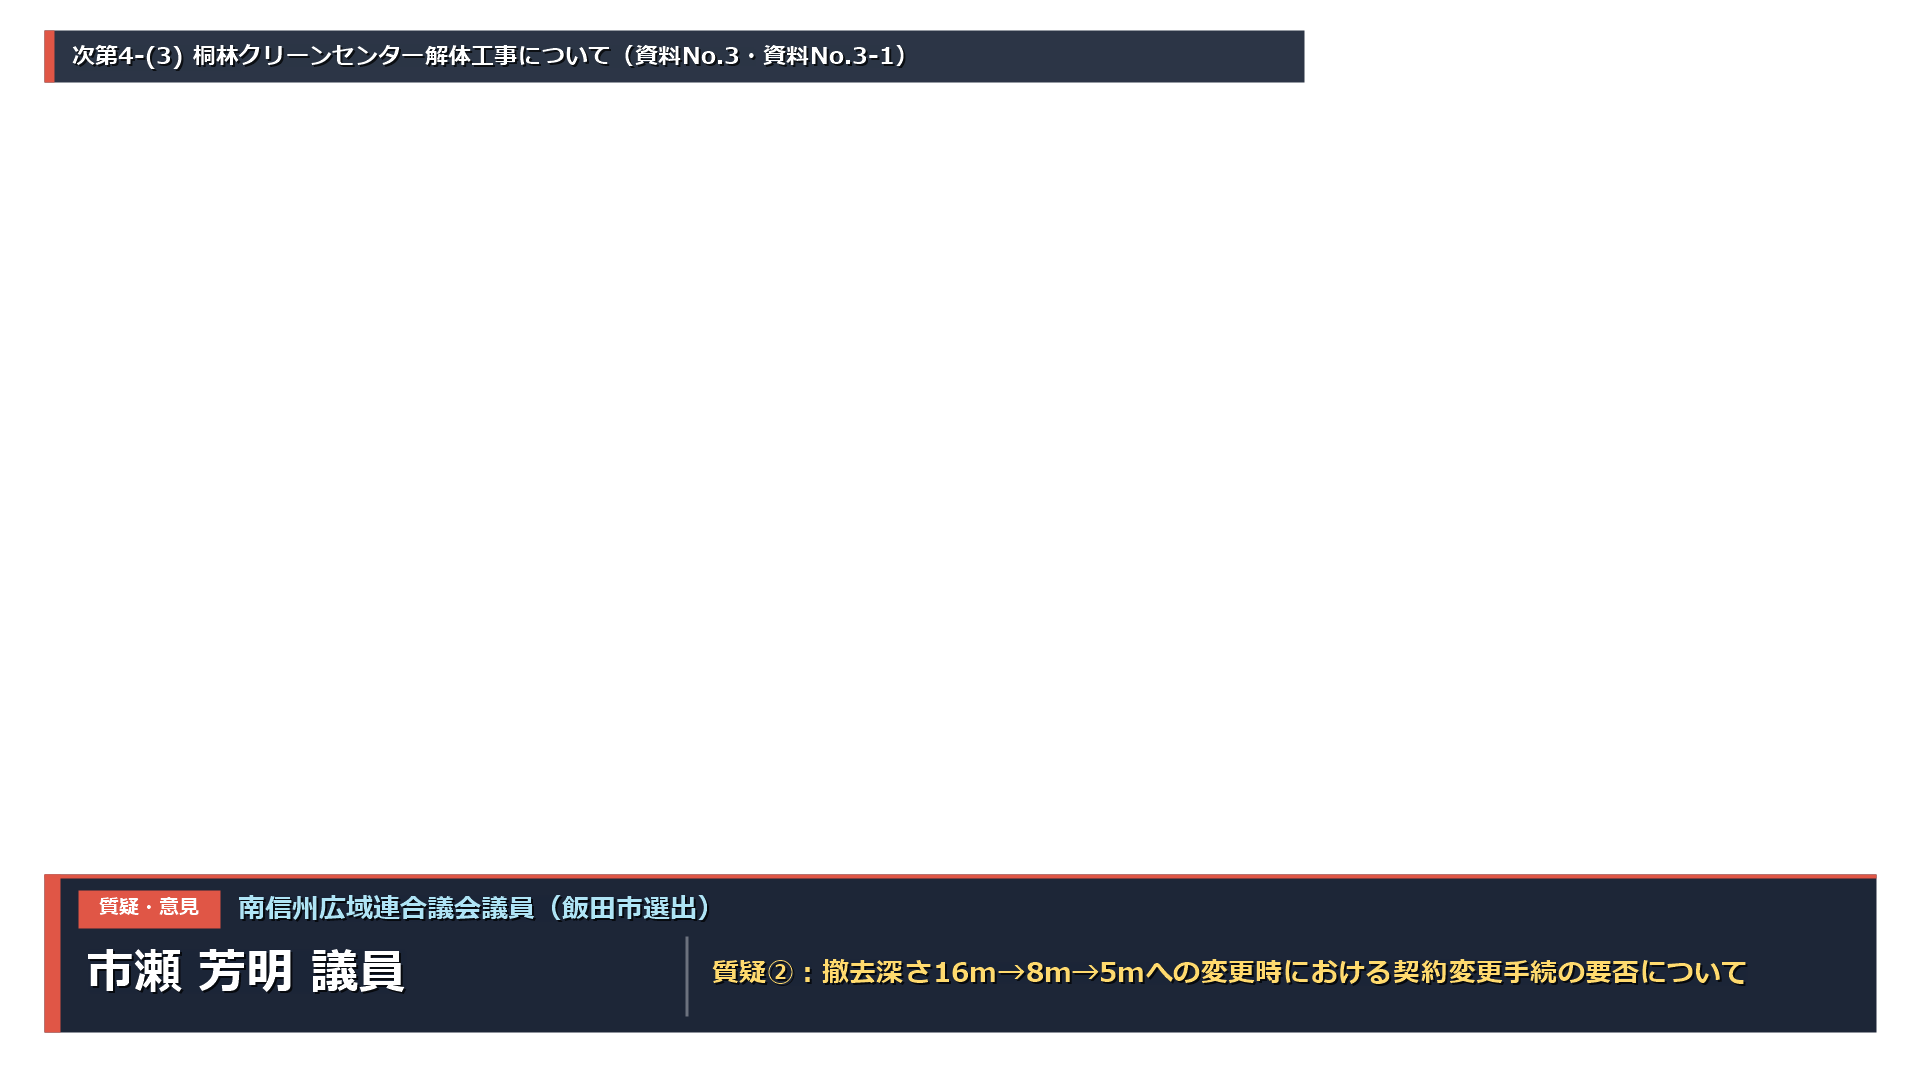 次第4-(3) 桐林クリーンセンター解体工事について（資料No.3・資料No.3-1）
質疑・意見
南信州広域連合議会議員（飯田市選出）
市瀬 芳明 議員
質疑②：撤去深さ16m→8m→5mへの変更時における契約変更手続の要否について